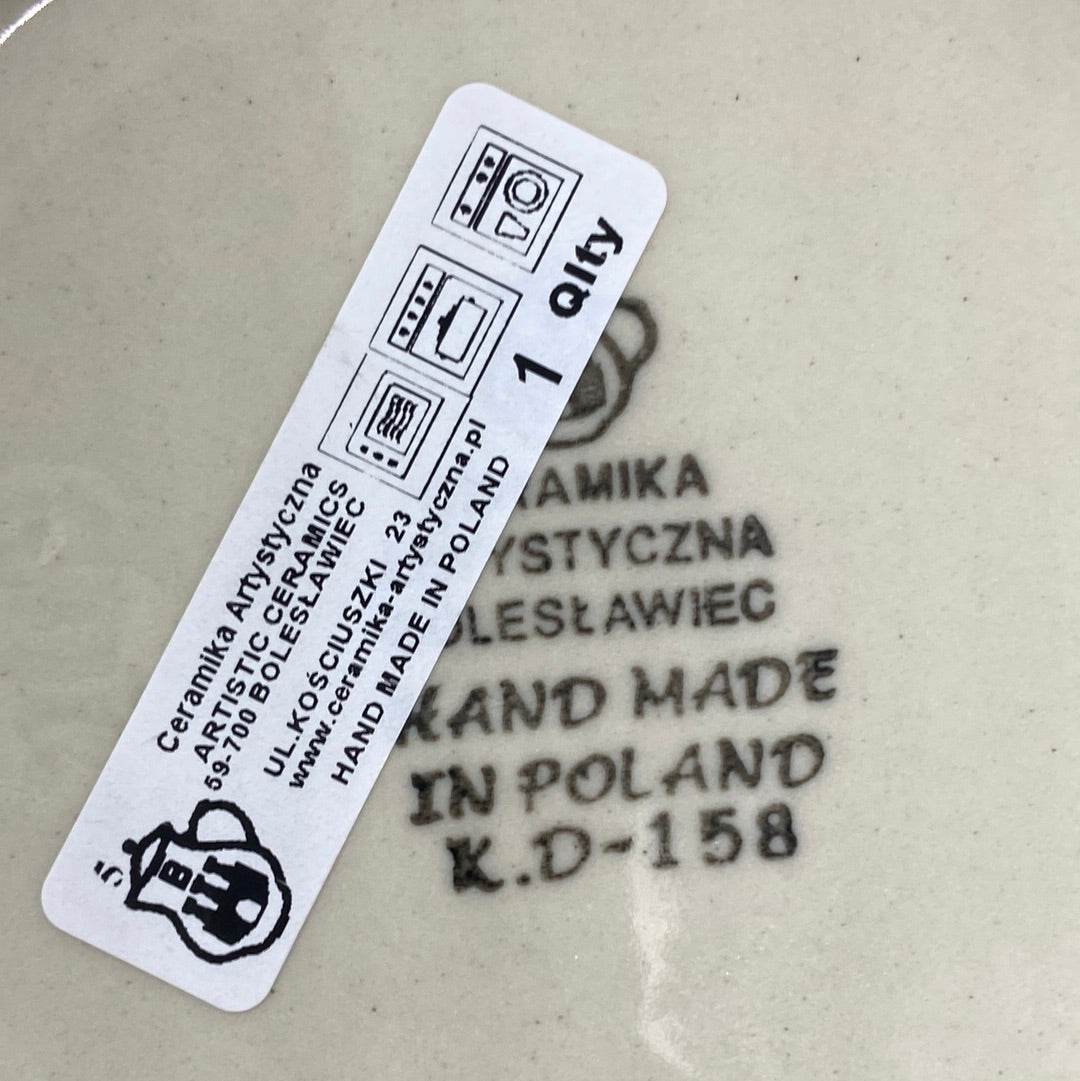 Ceramika Artystyczna
ARTISTIC CERAMICS
59-700 BOLESŁAWIEC
UL.KOŚCIUSZKI 23
www.ceramika-artystyczna.pl
HAND MADE IN POLAND
1 Qlty
5
B
AMIKA
YSTYCZNA
OLESŁAWIEC
HAND MADE
IN POLAND
K.D-158